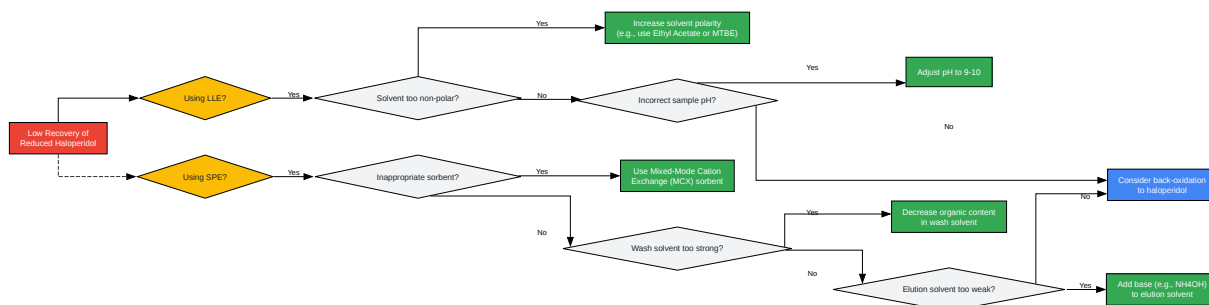 Low Recovery of
Reduced Haloperidol
Using LLE?
Yes
Solvent too non-polar?
Yes
Increase solvent polarity
(e.g., use Ethyl Acetate or MTBE)
No
Incorrect sample pH?
Yes
Adjust pH to 9-10
No
Using SPE?
Yes
Inappropriate sorbent?
Yes
Use Mixed-Mode Cation
Exchange (MCX) sorbent
No
Wash solvent too strong?
Yes
Decrease organic content
in wash solvent
No
Elution solvent too weak?
Yes
Add base (e.g., NH4OH)
to elution solvent
No
Consider back-oxidation
to haloperidol